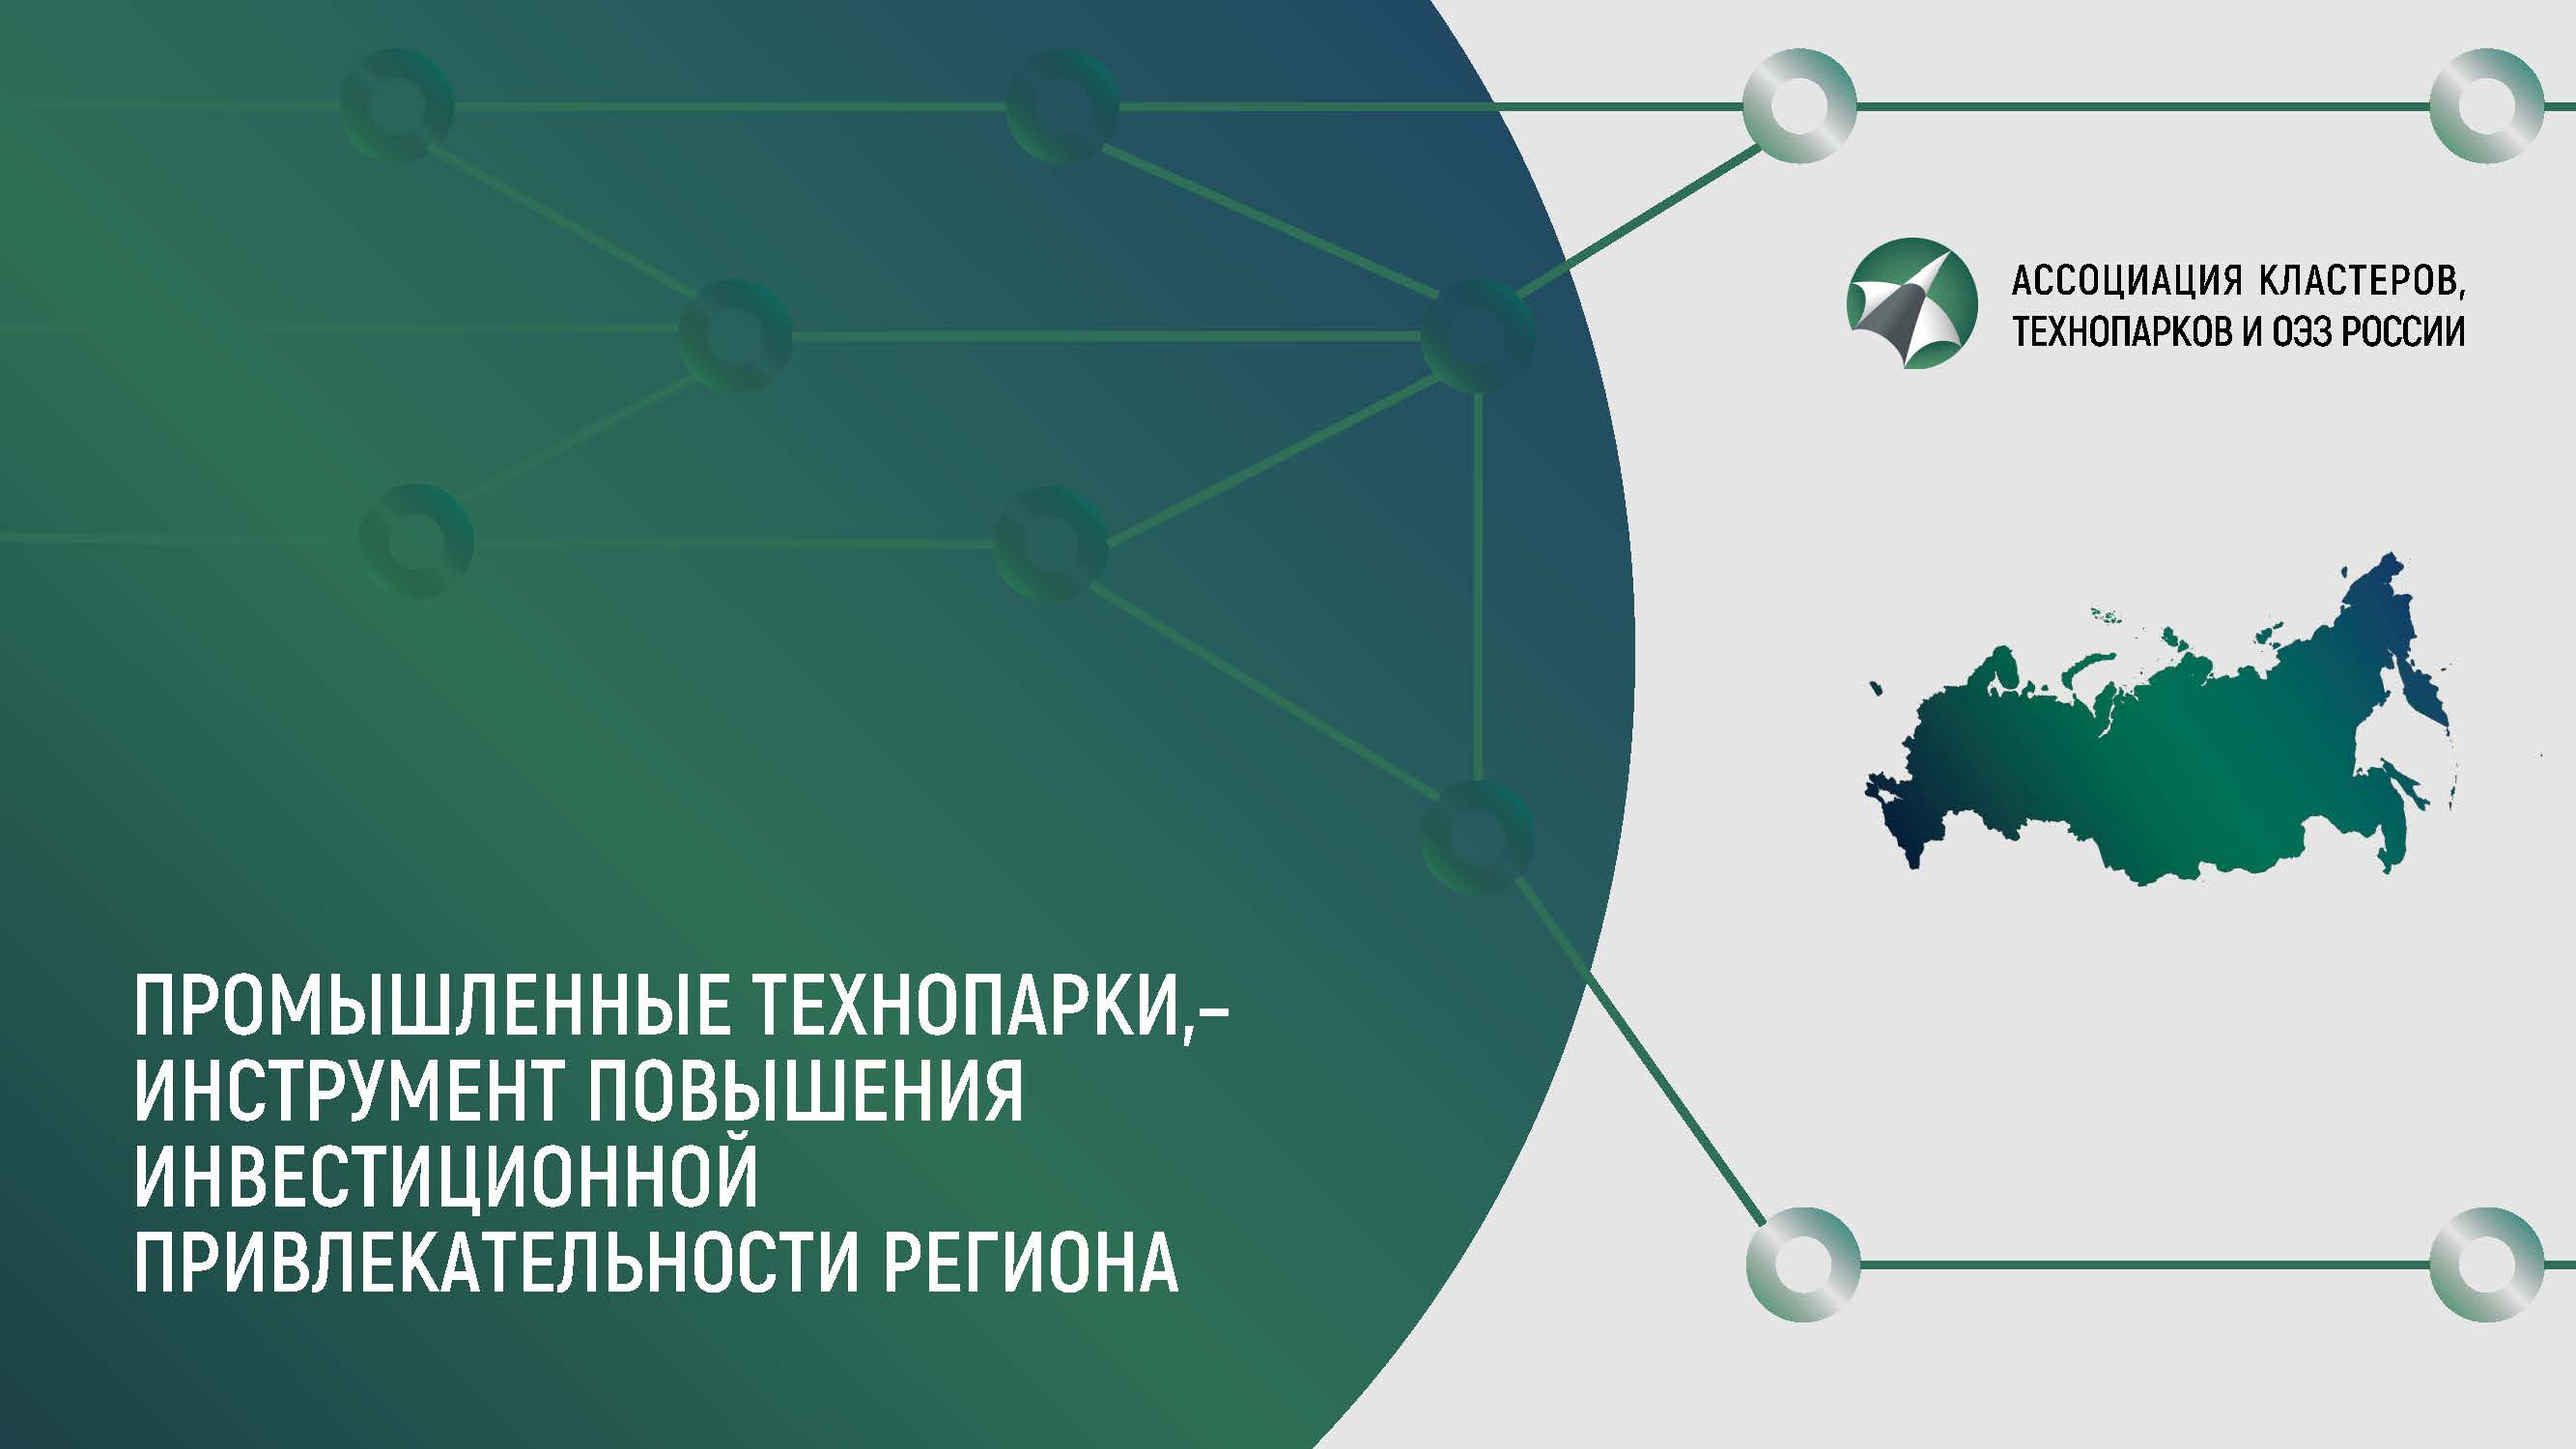 АССОЦИАЦИЯ КЛАСТЕРОВ,
ТЕХНОПАРКОВ И ОЭЗ РОССИИ
ПРОМЫШЛЕННЫЕ ТЕХНОПАРКИ,–
ИНСТРУМЕНТ ПОВЫШЕНИЯ
ИНВЕСТИЦИОННОЙ
ПРИВЛЕКАТЕЛЬНОСТИ РЕГИОНА